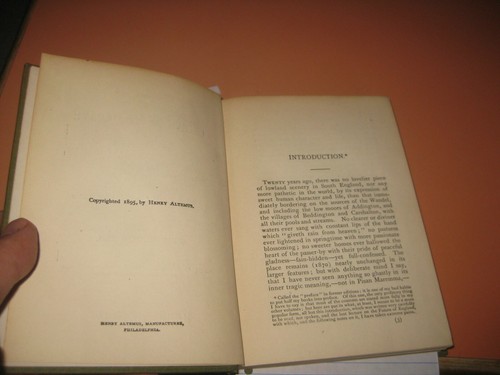 Copyrighted 1895, by HENRY ALTEMUS.
HENRY ALTEMUS, MANUFACTURER,
PHILADELPHIA.
INTRODUCTION.*
TWENTY years ago, there was no lovelier piece
of lowland scenery in South England, nor any
more pathetic in the world, by its expression of
sweet human character and life, than that imme-
diately bordering on the sources of the Wandel,
and including the low moors of Addington, and
the villages of Beddington and Carshalton, with
all their pools and streams. No clearer or diviner
waters ever sang with constant lips of the hand
which "giveth rain from heaven;" no pastures
ever lightened in springtime with more passionate
blossoming; no sweeter homes ever hallowed the
heart of the passer-by with their pride of peaceful
gladness—fain-hidden—yet full-confessed. The
place remains (1870) nearly unchanged in its
larger features; but with deliberate mind I say,
that I have never seen anything so ghastly in its
inner tragic meaning,—not in Pisan Maremma,—